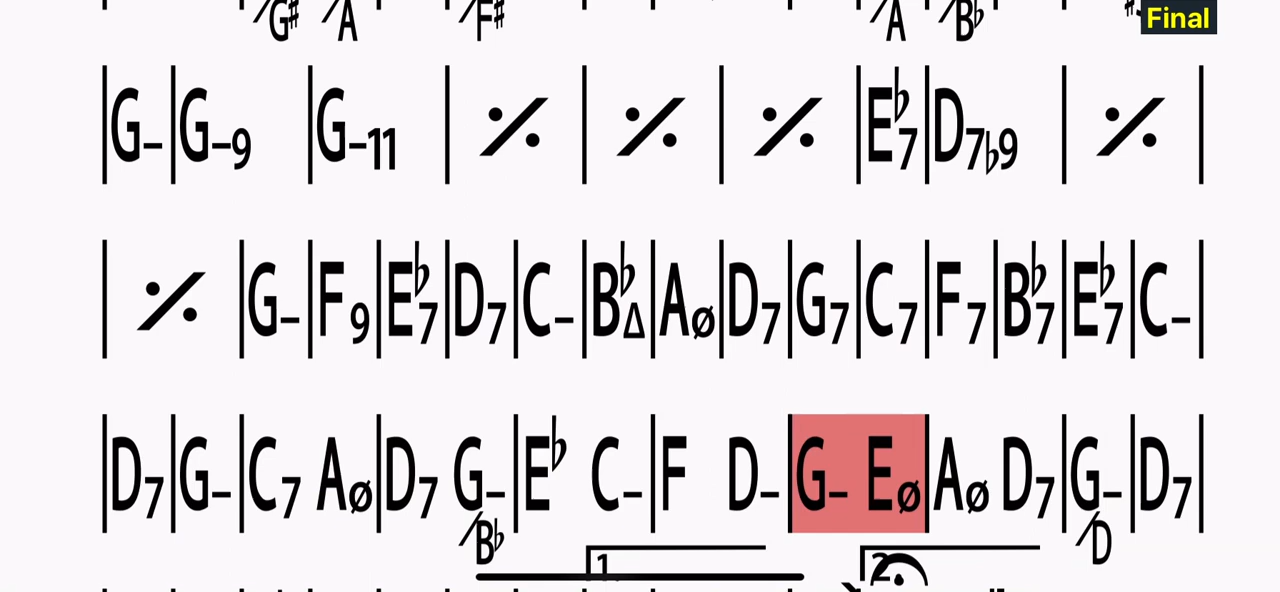 /G♯ /A /F♯ /A /B♭ Final
|G–|G–9 |G–11 | 𝄎 | 𝄎 | 𝄎 |E♭7|D7♭9 | 𝄎 |
| 𝄎 |G–|F9|E♭7|D7|C–|B♭Δ|Aø|D7|G7|C7|F7|B♭7|E♭7|C–|
|D7|G–|C7 Aø|D7 G–/B♭|E♭ C–|F D–|G– Eø|Aø D7|G–/D|D7|
1. 2.